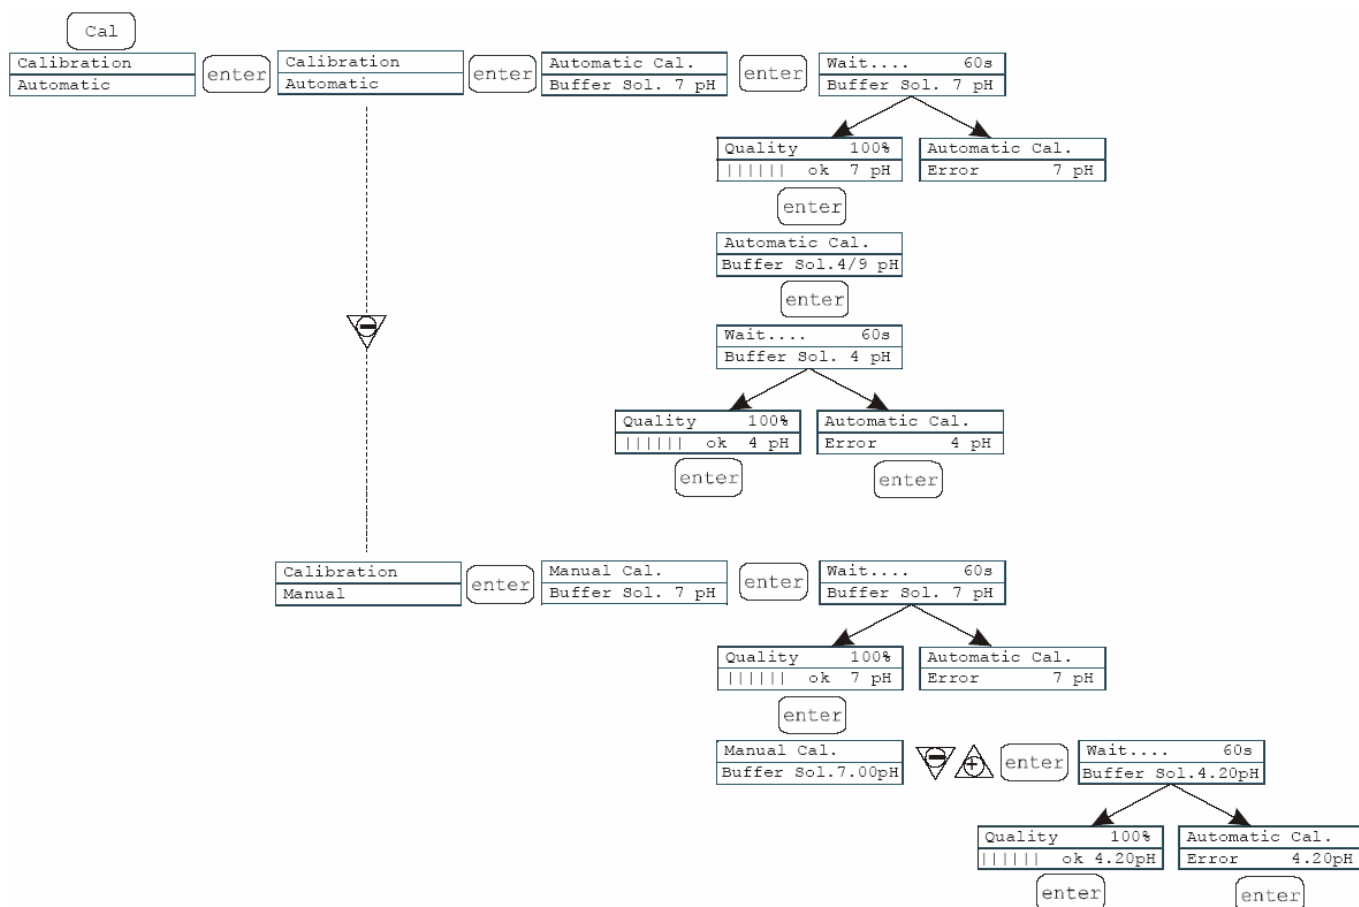 Cal
Calibration
Automatic
enter
Calibration
Automatic
enter
Automatic Cal.
Buffer Sol. 7 pH
enter
Wait.... 60s
Buffer Sol. 7 pH
Quality 100%
|||||| ok 7 pH
Automatic Cal.
Error 7 pH
enter
Automatic Cal.
Buffer Sol.4/9 pH
enter
Wait.... 60s
Buffer Sol. 4 pH
Quality 100%
|||||| ok 4 pH
Automatic Cal.
Error 4 pH
enter
enter
Calibration
Manual
enter
Manual Cal.
Buffer Sol. 7 pH
enter
Wait.... 60s
Buffer Sol. 7 pH
Quality 100%
|||||| ok 7 pH
Automatic Cal.
Error 7 pH
enter
Manual Cal.
Buffer Sol.7.00pH
enter
Wait.... 60s
Buffer Sol.4.20pH
Quality 100%
|||||| ok 4.20pH
Automatic Cal.
Error 4.20pH
enter
enter